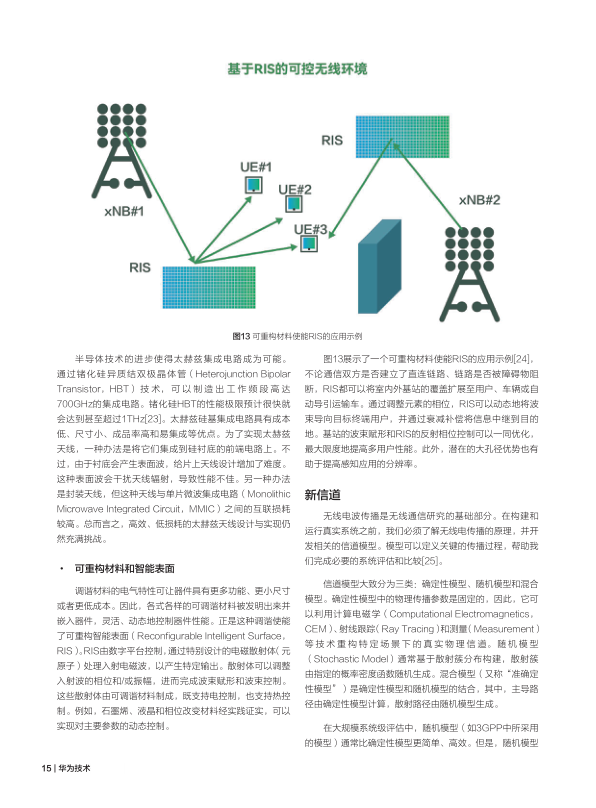 基于RIS的可控无线环境
RIS
UE#1
UE#2
xNB#2
xNB#1
UE#3
RIS
图13 可重构材料使能RIS的应用示例
半导体技术的进步使得太赫兹集成电路成为可能。
通过锗化硅异质结双极晶体管（Heterojunction Bipolar
Transistor，HBT）技术，可以制造出工作频段高达
700GHz的集成电路。锗化硅HBT的性能极限预计很快就
会达到甚至超过1THz[23]。太赫兹硅基集成电路具有成本
低、尺寸小、成品率高和易集成等优点。为了实现太赫兹
天线，一种办法是将它们集成到硅衬底的前端电路上。不
过，由于衬底会产生表面波，给片上天线设计增加了难度。
这种表面波会干扰天线辐射，导致性能不佳。另一种办法
是封装天线，但这种天线与单片微波集成电路（Monolithic
Microwave Integrated Circuit，MMIC）之间的互联损耗
较高。总而言之，高效、低损耗的太赫兹天线设计与实现仍
然充满挑战。
• 可重构材料和智能表面
调谐材料的电气特性可让器件具有更多功能、更小尺寸
或者更低成本。因此，各式各样的可调谐材料被发明出来并
嵌入器件，灵活、动态地控制器件性能。正是这种调谐使能
了可重构智能表面（Reconfigurable Intelligent Surface，
RIS）。RIS由数字平台控制，通过特别设计的电磁散射体（元
原子）处理入射电磁波，以产生特定输出。散射体可以调整
入射波的相位和/或振幅，进而完成波束赋形和波束控制。
这些散射体由可调谐材料制成，既支持电控制，也支持热控
制。例如，石墨烯、液晶和相位改变材料经实践证实，可以
实现对主要参数的动态控制。
图13展示了一个可重构材料使能RIS的应用示例[24]。
不论通信双方是否建立了直连链路、链路是否被障碍物阻
断，RIS都可以将室内外基站的覆盖扩展至用户、车辆或自
动导引运输车。通过调整元素的相位，RIS可以动态地将波
束导向目标终端用户，并通过衰减补偿将信息中继到目的
地。基站的波束赋形和RIS的反射相位控制可以一同优化，
最大限度地提高多用户性能。此外，潜在的大孔径优势也有
助于提高感知应用的分辨率。
新信道
无线电波传播是无线通信研究的基础部分。在构建和
运行真实系统之前，我们必须了解无线电传播的原理，并开
发相关的信道模型。模型可以定义关键的传播过程，帮助我
们完成必要的系统评估和比较[25]。
信道模型大致分为三类：确定性模型、随机模型和混合
模型。确定性模型中的物理传播参数是固定的，因此，它可
以利用计算电磁学（Computational Electromagnetics，
CEM）、射线跟踪（Ray Tracing）和测量（Measurement）
等技术重构特定场景下的真实物理信道。随机模型
（Stochastic Model）通常基于散射簇分布构建，散射簇
由指定的概率密度函数随机生成。混合模型（又称“准确定
性模型”）是确定性模型和随机模型的结合，其中，主导路
径由确定性模型计算，散射路径由随机模型生成。
在大规模系统级评估中，随机模型（如3GPP中所采用
的模型）通常比确定性模型更简单、高效。但是，随机模型
15 | 华为技术